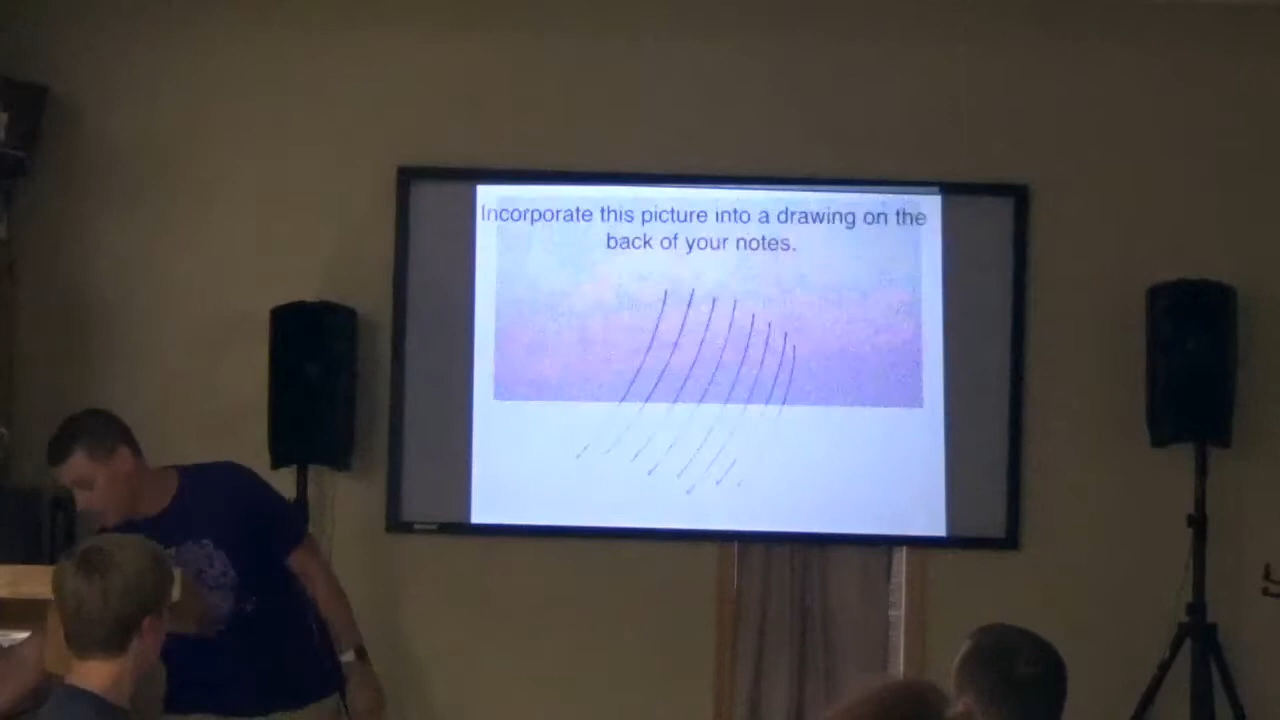 Incorporate this picture into a drawing on the
back of your notes.